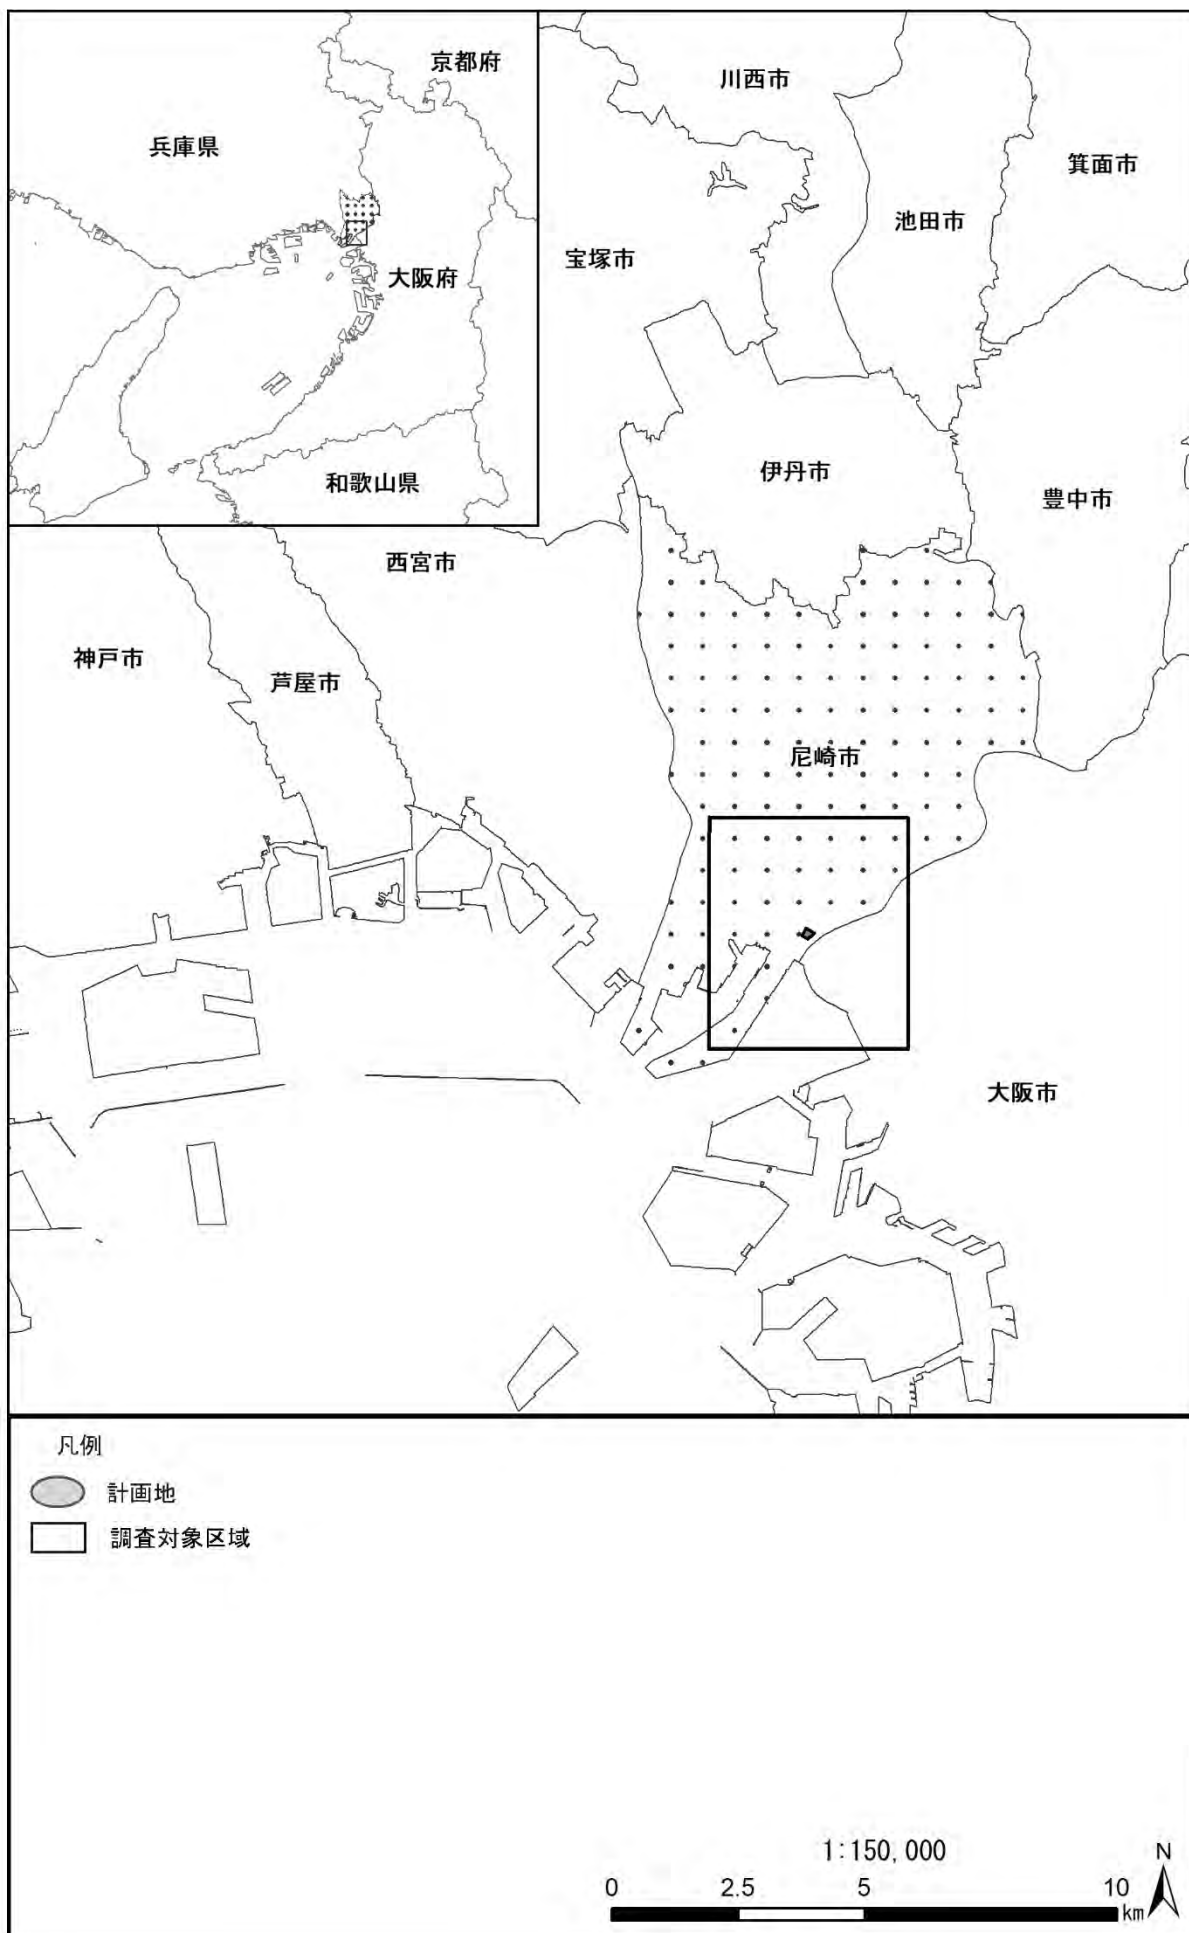 京都府
兵庫県
大阪府
和歌山県
川西市
箕面市
池田市
宝塚市
伊丹市
豊中市
西宮市
神戸市
芦屋市
尼崎市
大阪市
凡例
計画地
調査対象区域
1:150,000
N
0 2.5 5 10
km